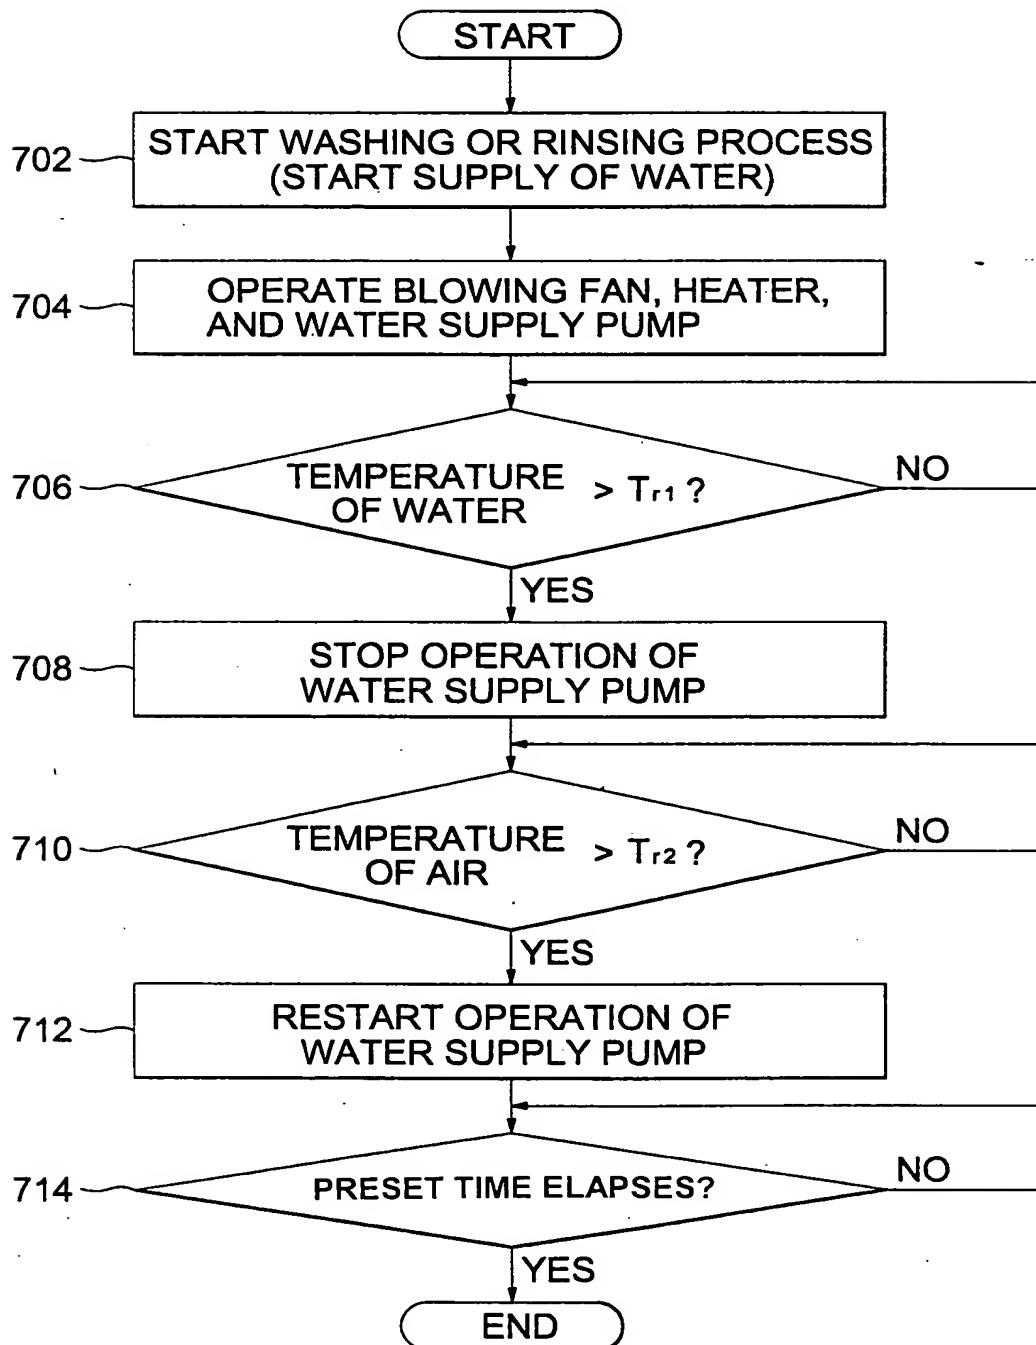 START
702
START WASHING OR RINSING PROCESS
(START SUPPLY OF WATER)
704
OPERATE BLOWING FAN, HEATER,
AND WATER SUPPLY PUMP
706
TEMPERATURE
OF WATER
> Tr1 ?
NO
YES
708
STOP OPERATION OF
WATER SUPPLY PUMP
710
TEMPERATURE
OF AIR
> Tr2 ?
NO
YES
712
RESTART OPERATION OF
WATER SUPPLY PUMP
714
PRESET TIME ELAPSES?
NO
YES
END